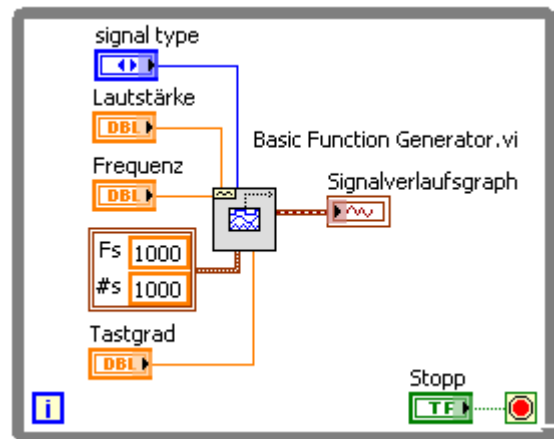 signal type
Lautstärke
DBL
Basic Function Generator.vi
Frequenz
DBL
Signalverlaufsgraph
Fs 1000
#s 1000
Tastgrad
DBL
Stopp
i
TF